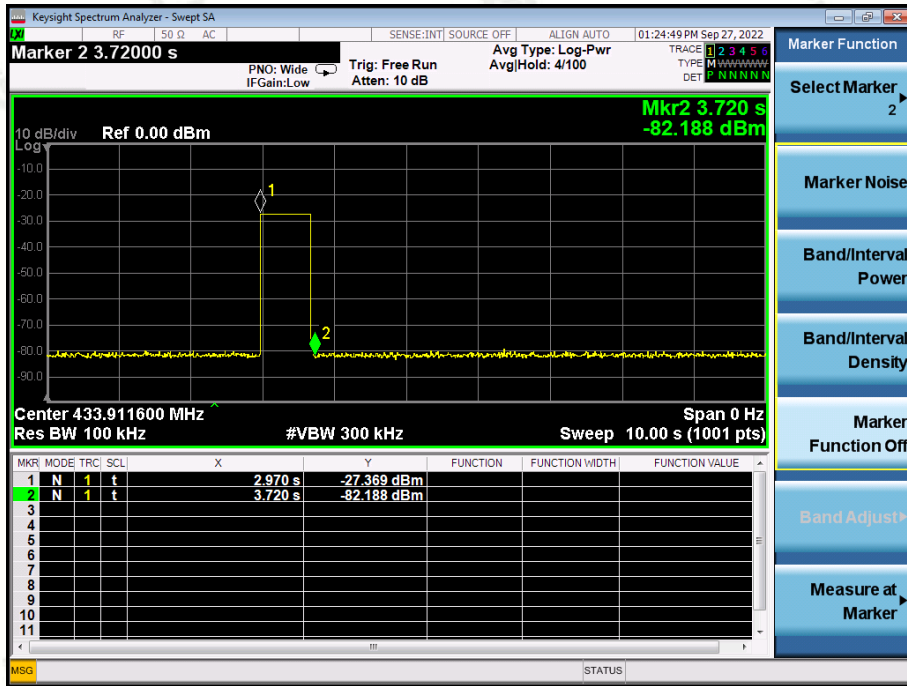 Keysight Spectrum Analyzer - Swept SA
LXI RF 50 Ω AC SENSE:INT SOURCE OFF ALIGN AUTO 01:24:49 PM Sep 27, 2022
Marker 2 3.72000 s
PNO: Wide
IFGain:Low
Trig: Free Run
Atten: 10 dB
Avg Type: Log-Pwr
Avg|Hold: 4/100
TRACE 1 2 3 4 5 6
TYPE M WWWWW
DET P N N N N N
Mkr2 3.720 s
-82.188 dBm
10 dB/div Ref 0.00 dBm
Log
-10.0
-20.0
-30.0
-40.0
-50.0
-60.0
-70.0
-80.0
-90.0
1
2
Center 433.911600 MHz Span 0 Hz
Res BW 100 kHz #VBW 300 kHz Sweep 10.00 s (1001 pts)
MKR MODE TRC SCL X Y FUNCTION FUNCTION WIDTH FUNCTION VALUE
1 N 1 t 2.970 s -27.369 dBm
2 N 1 t 3.720 s -82.188 dBm
3
4
5
6
7
8
9
10
11
MSG STATUS
Marker Function
Select Marker
2
Marker Noise
Band/Interval
Power
Band/Interval
Density
Marker
Function Off
Band Adjust
Measure at
Marker